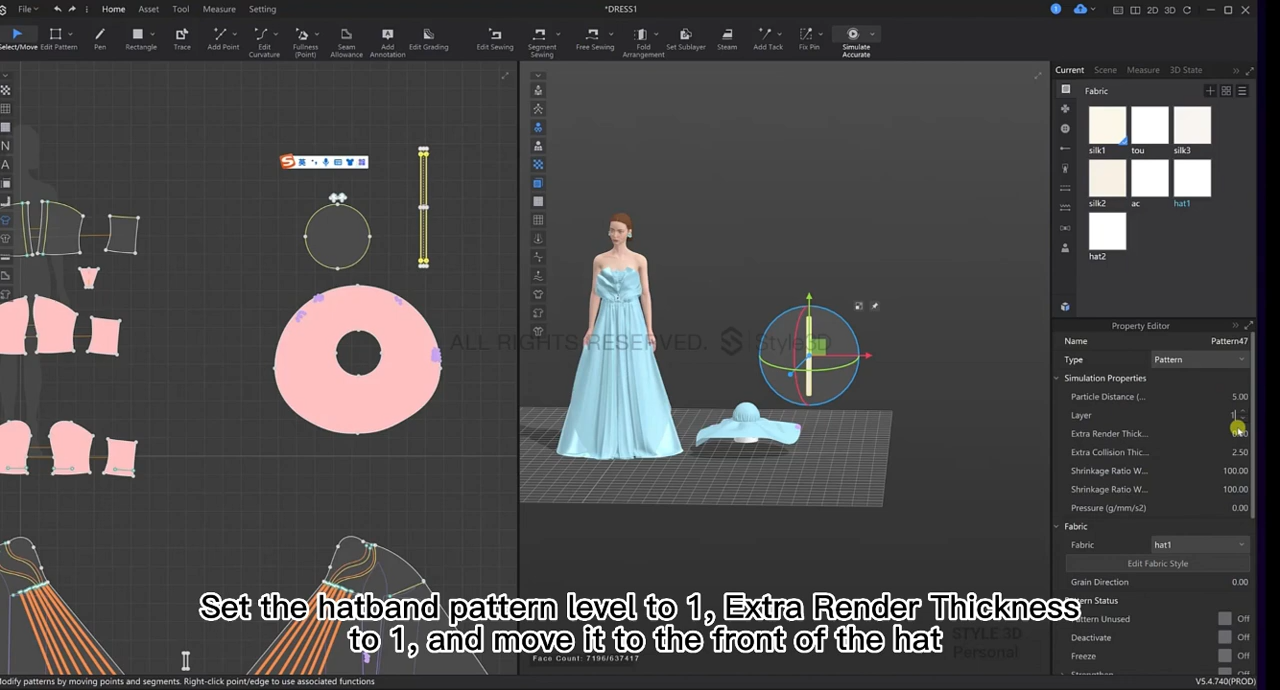 File Home Asset Tool Measure Setting *DRESS1 1 2D 3D
Select/Move Edit Pattern Pen Rectangle Trace Add Point Edit Curvature Fullness (Point) Seam Allowance Add Annotation Edit Grading Edit Sewing Segment Sewing Free Sewing Fold Arrangement Set Sublayer Steam Add Tack Fix Pin Simulate Accurate
Current Scene Measure 3D State
Fabric
silk1 tou silk3
silk2 ac hat1
hat2
英
N
A
ALL RIGHTS RESERVED. Style3D
Property Editor
Name Pattern47
Type Pattern
Simulation Properties
Particle Distance (... 5.00
Layer 1
Extra Render Thick...
Extra Collision Thic... 2.50
Shrinkage Ratio W... 100.00
Shrinkage Ratio W... 100.00
Pressure (g/mm/s2) 0.00
Fabric
Fabric hat1
Edit Fabric Style
Grain Direction 0.00
Pattern Status
Pattern Unused Off
Deactivate Off
Freeze Off
Set the hatband pattern level to 1, Extra Render Thickness
to 1, and move it to the front of the hat
STYLE 3D
Personal
Face Count: 7196/637417
Modify patterns by moving points and segments. Right-click point/edge to use associated functions V5.4.740(PROD)